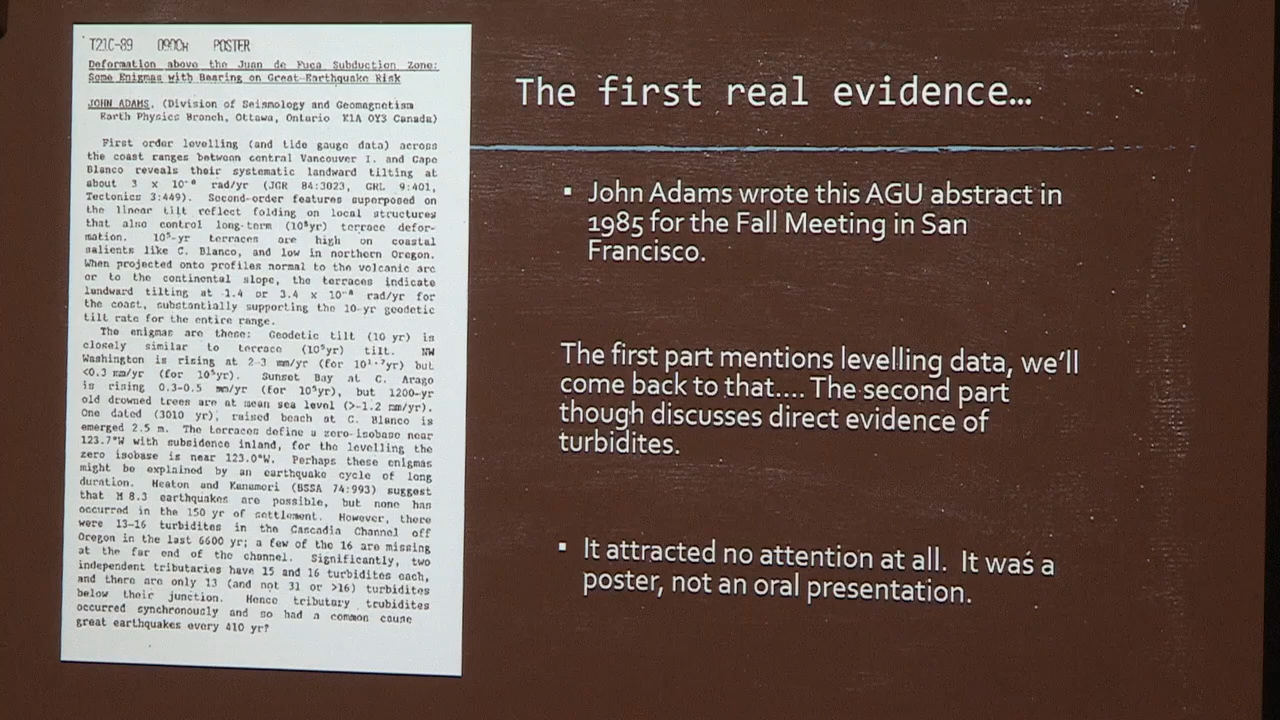 T21C-89 0900H POSTER
Deformation above the Juan de Fuca Subduction Zone:
Some Enigmas with Bearing on Great-Earthquake Risk
JOHN ADAMS, (Division of Seismology and Geomagnetism
Earth Physics Branch, Ottawa, Ontario K1A OY3 Canada)
First order levelling (and tide gauge data) across
the coast ranges between central Vancouver I. and Cape
Blanco reveals their systematic landward tilting at
about 3 x 10⁻⁸ rad/yr (JGR 84:3023, GRL 9:401,
Tectonics 3:449). Second-order features superposed on
the linear tilt reflect folding on local structures
that also control long-term (10⁵yr) terrace defor-
mation. 10⁵-yr terraces are high on coastal
salients like C. Blanco, and low in northern Oregon.
When projected onto profiles normal to the volcanic arc
or to the continental slope, the terraces indicate
landward tilting at 1.4 or 3.4 x 10⁻⁸ rad/yr for
the coast, substantially supporting the 10-yr geodetic
tilt rate for the entire range.
The enigmas are these: Geodetic tilt (10 yr) is
closely similar to terrace (10⁵yr) tilt. NW
Washington is rising at 2-3 mm/yr (for 10¹·⁷yr) but
<0.3 mm/yr (for 10⁵yr). Sunset Bay at C. Arago
is rising 0.3-0.5 mm/yr (for 10⁵yr), but 1200-yr
old drowned trees are at mean sea level (>-1.2 mm/yr).
One dated (3010 yr), raised beach at C. Blanco is
emerged 2.5 m. The terraces define a zero-isobase near
123.7°W with subsidence inland, for the levelling the
zero isobase is near 123.0°W. Perhaps these enigmas
might be explained by an earthquake cycle of long
duration. Heaton and Kanamori (BSSA 74:993) suggest
that M 8.3 earthquakes are possible, but none has
occurred in the 150 yr of settlement. However, there
were 13-16 turbidites in the Cascadia Channel off
Oregon in the last 6600 yr; a few of the 16 are missing
at the far end of the channel. Significantly, two
independent tributaries have 15 and 16 turbidites each,
and there are only 13 (and not 31 or >16) turbidites
below their junction. Hence tributary trubidites
occurred synchronously and so had a common cause
great earthquakes every 410 yr?
The first real evidence…
▪ John Adams wrote this AGU abstract in
1985 for the Fall Meeting in San
Francisco.
The first part mentions levelling data, we'll
come back to that.... The second part
though discusses direct evidence of
turbidites.
▪ It attracted no attention at all. It was a
poster, not an oral presentation.